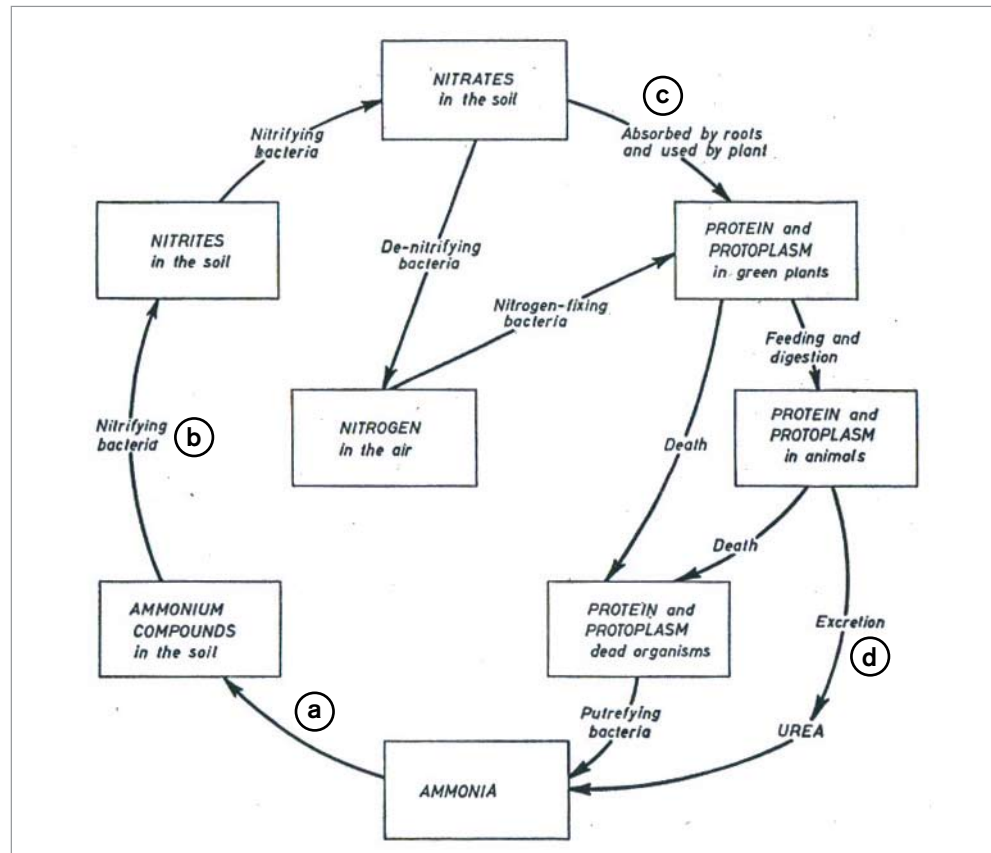 NITRATES
in the soil
c
Absorbed by roots
and used by plant
Nitrifying
bacteria
NITRITES
in the soil
De-nitrifying
bacteria
PROTEIN and
PROTOPLASM
in green plants
Nitrogen-fixing
bacteria
Feeding and
digestion
NITROGEN
in the air
PROTEIN and
PROTOPLASM
in animals
Nitrifying
bacteria
b
Death
Death
AMMONIUM
COMPOUNDS
in the soil
PROTEIN and
PROTOPLASM
dead organisms
Excretion
d
a
Putrefying
bacteria
UREA
AMMONIA